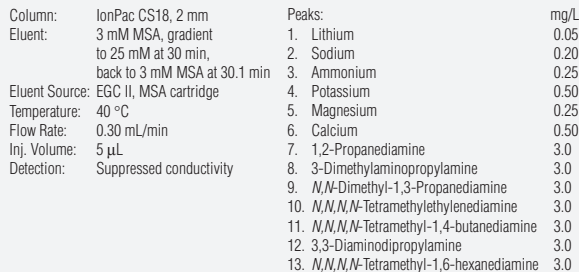 Column: IonPac CS18, 2 mm
Eluent: 3 mM MSA, gradient
to 25 mM at 30 min,
back to 3 mM MSA at 30.1 min
Eluent Source: EGC II, MSA cartridge
Temperature: 40 °C
Flow Rate: 0.30 mL/min
Inj. Volume: 5 µL
Detection: Suppressed conductivity
Peaks: mg/L
1. Lithium 0.05
2. Sodium 0.20
3. Ammonium 0.25
4. Potassium 0.50
5. Magnesium 0.25
6. Calcium 0.50
7. 1,2-Propanediamine 3.0
8. 3-Dimethylaminopropylamine 3.0
9. N,N-Dimethyl-1,3-Propanediamine 3.0
10. N,N,N,N-Tetramethylethylenediamine 3.0
11. N,N,N,N-Tetramethyl-1,4-butanediamine 3.0
12. 3,3-Diaminodipropylamine 3.0
13. N,N,N,N-Tetramethyl-1,6-hexanediamine 3.0